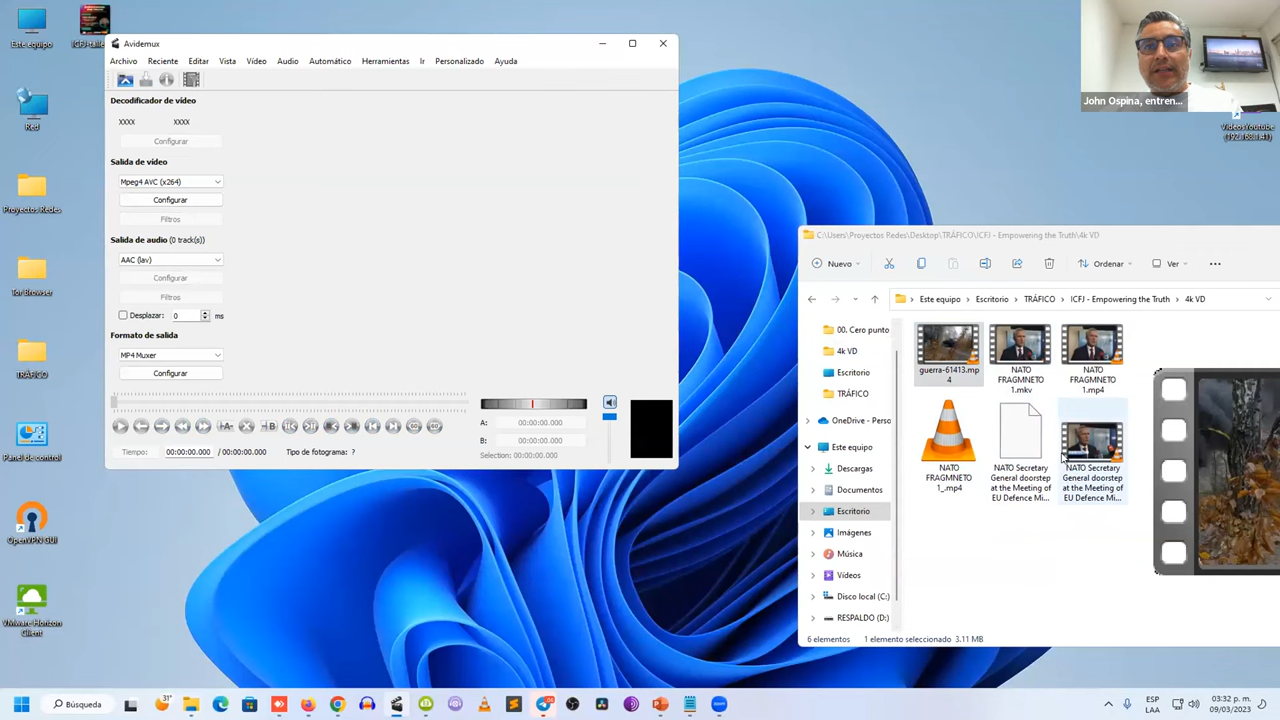 Este equipo
ICFJ-talle
Red
Proyectos Redes
Tor Browser
TRÁFICO
Panel de control
OpenVPN GUI
VMware Horizon
Client
Avidemux
Archivo Reciente Editar Vista Vídeo Audio Automático Herramientas Ir Personalizado Ayuda
Decodificador de vídeo
XXXX XXXX
Configurar
Salida de vídeo
Mpeg4 AVC (x264)
Configurar
Filtros
Salida de audio (0 track(s))
AAC (lav)
Configurar
Filtros
Desplazar: 0 ms
Formato de salida
MP4 Muxer
Configurar
A B
A: 00:00:00.000
B: 00:00:00.000
Selection: 00:00:00.000
Tiempo: 00:00:00.000 / 00:00:00.000 Tipo de fotograma: ?
John Ospina, entren...
VideosYoutube
(192.168.1.41)
C:\Users\Proyectos Redes\Desktop\TRÁFICO\ICFJ - Empowering the Truth\4k VD
Nuevo Ordenar Ver
Este equipo > Escritorio > TRÁFICO > ICFJ - Empowering the Truth > 4k VD
00. Cero punto
4k VD
Escritorio
TRÁFICO
OneDrive - Perso
Este equipo
Descargas
Documentos
Escritorio
Imágenes
Música
Vídeos
Disco local (C:)
RESPALDO (D:)
guerra-61413.mp
4
NATO
FRAGMNETO
1.mkv
NATO
FRAGMNETO
1.mp4
NATO
FRAGMNETO
1_.mp4
NATO Secretary
General doorstep
at the Meeting of
EU Defence Mi...
NATO Secretary
General doorstep
at the Meeting of
EU Defence Mi...
6 elementos 1 elemento seleccionado 3.11 MB
31°
Búsqueda
ESP
LAA
03:32 p. m.
09/03/2023